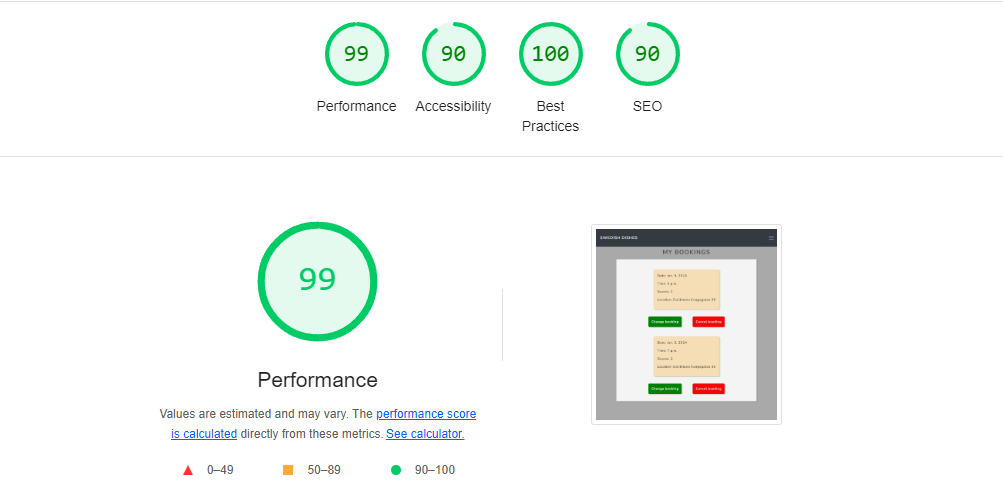 99
90
100
90
Performance
Accessibility
Best
Practices
SEO
99
Performance
Values are estimated and may vary. The performance score
is calculated directly from these metrics. See calculator.
0–49
50–89
90–100
SWEDISH DISHES
MY BOOKINGS
Change booking
Cancel booking
Change booking
Cancel booking